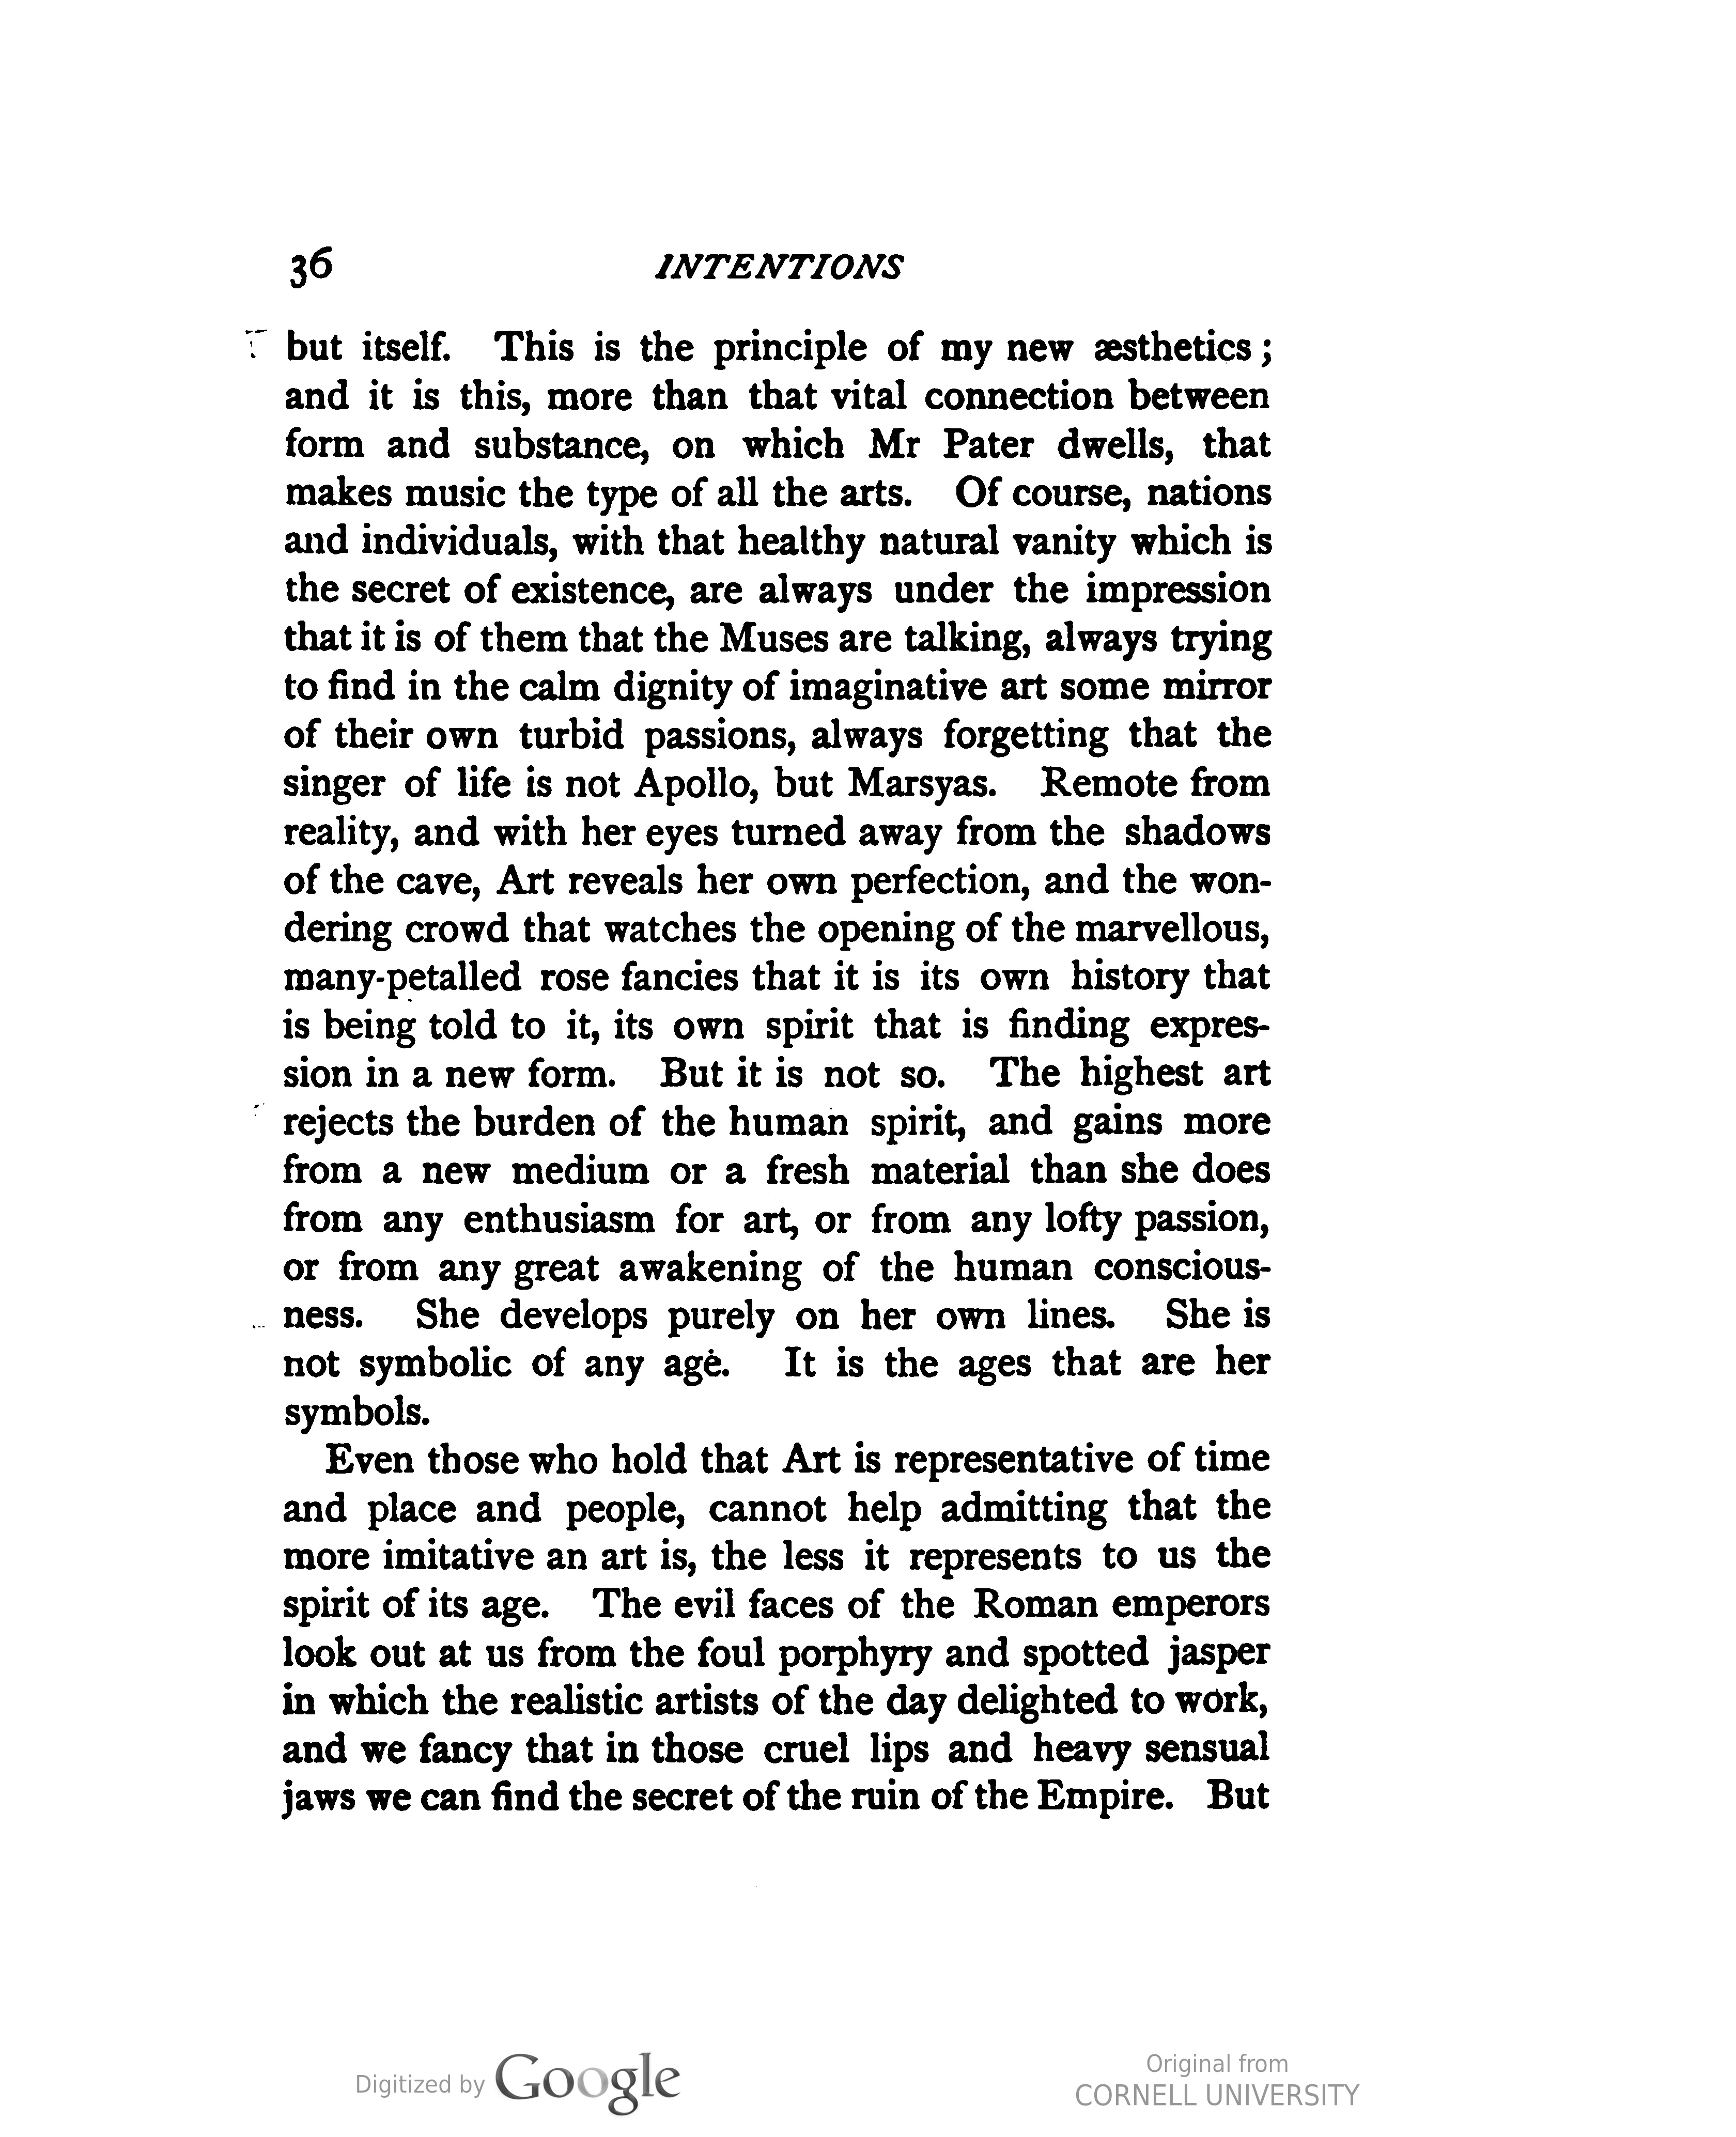 36 INTENTIONS
but itself. This is the principle of my new æsthetics;
and it is this, more than that vital connection between
form and substance, on which Mr Pater dwells, that
makes music the type of all the arts. Of course, nations
and individuals, with that healthy natural vanity which is
the secret of existence, are always under the impression
that it is of them that the Muses are talking, always trying
to find in the calm dignity of imaginative art some mirror
of their own turbid passions, always forgetting that the
singer of life is not Apollo, but Marsyas. Remote from
reality, and with her eyes turned away from the shadows
of the cave, Art reveals her own perfection, and the won-
dering crowd that watches the opening of the marvellous,
many-petalled rose fancies that it is its own history that
is being told to it, its own spirit that is finding expres-
sion in a new form. But it is not so. The highest art
rejects the burden of the human spirit, and gains more
from a new medium or a fresh material than she does
from any enthusiasm for art, or from any lofty passion,
or from any great awakening of the human conscious-
ness. She develops purely on her own lines. She is
not symbolic of any age. It is the ages that are her
symbols.
Even those who hold that Art is representative of time
and place and people, cannot help admitting that the
more imitative an art is, the less it represents to us the
spirit of its age. The evil faces of the Roman emperors
look out at us from the foul porphyry and spotted jasper
in which the realistic artists of the day delighted to work,
and we fancy that in those cruel lips and heavy sensual
jaws we can find the secret of the ruin of the Empire. But
Digitized by Google
Original from
CORNELL UNIVERSITY